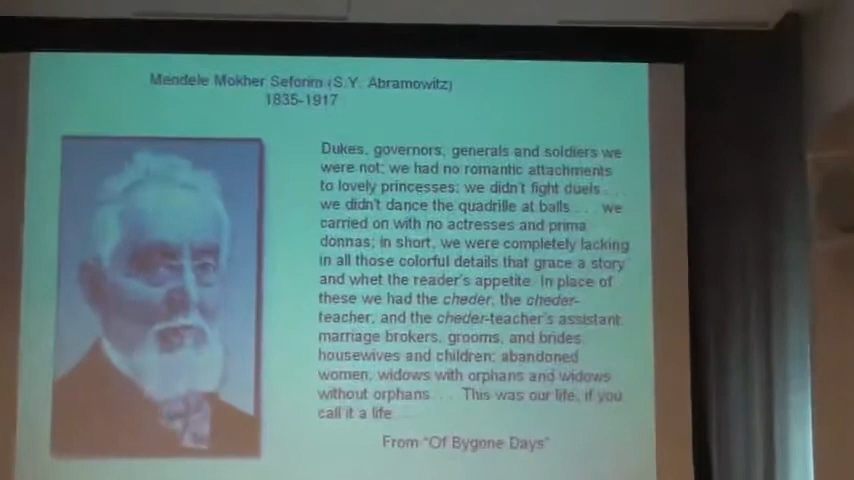 Mendele Mokher Seforim (S.Y. Abramowitz)
1835-1917
Dukes, governors, generals and soldiers we
were not; we had no romantic attachments
to lovely princesses; we didn't fight duels. . .
we didn't dance the quadrille at balls . . . we
carried on with no actresses and prima
donnas; in short, we were completely lacking
in all those colorful details that grace a story
and whet the reader's appetite. In place of
these we had the cheder, the cheder-
teacher, and the cheder-teacher's assistant;
marriage brokers, grooms, and brides;
housewives and children; abandoned
women, widows with orphans and widows
without orphans. . . This was our life, if you
call it a life. . .
From "Of Bygone Days"